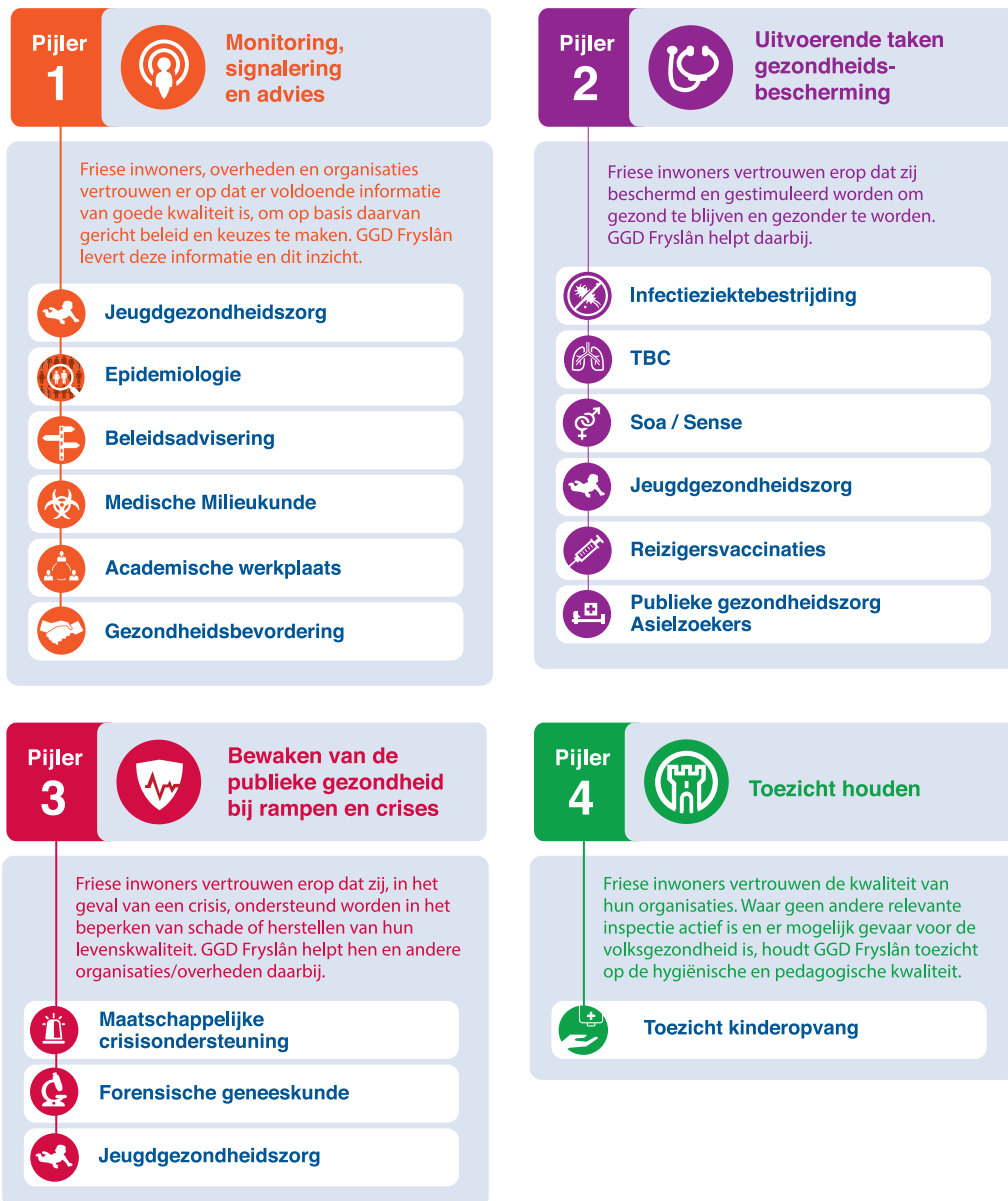 Pijler
1
Monitoring,
signalering
en advies
Friese inwoners, overheden en organisaties
vertrouwen er op dat er voldoende informatie
van goede kwaliteit is, om op basis daarvan
gericht beleid en keuzes te maken. GGD Fryslân
levert deze informatie en dit inzicht.
Jeugdgezondheidszorg
Epidemiologie
Beleidsadvisering
Medische Milieukunde
Academische werkplaats
Gezondheidsbevordering
Pijler
2
Uitvoerende taken
gezondheids-
bescherming
Friese inwoners vertrouwen erop dat zij
beschermd en gestimuleerd worden om
gezond te blijven en gezonder te worden.
GGD Fryslân helpt daarbij.
Infectieziektebestrijding
TBC
Soa / Sense
Jeugdgezondheidszorg
Reizigersvaccinaties
Publieke gezondheidszorg
Asielzoekers
Pijler
3
Bewaken van de
publieke gezondheid
bij rampen en crises
Friese inwoners vertrouwen erop dat zij, in het
geval van een crisis, ondersteund worden in het
beperken van schade of herstellen van hun
levenskwaliteit. GGD Fryslân helpt hen en andere
organisaties/overheden daarbij.
Maatschappelijke
crisisondersteuning
Forensische geneeskunde
Jeugdgezondheidszorg
Pijler
4
Toezicht houden
Friese inwoners vertrouwen de kwaliteit van
hun organisaties. Waar geen andere relevante
inspectie actief is en er mogelijk gevaar voor de
volksgezondheid is, houdt GGD Fryslân toezicht
op de hygiënische en pedagogische kwaliteit.
Toezicht kinderopvang